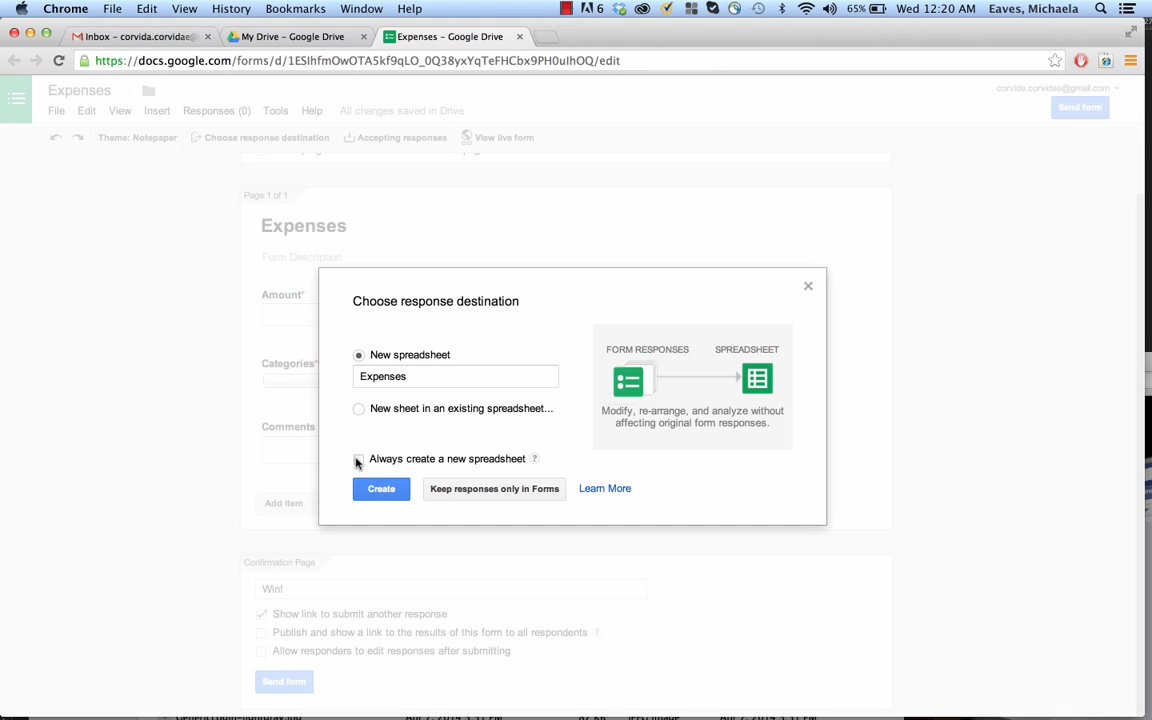 Chrome File Edit View History Bookmarks Window Help 6 65% Wed 12:20 AM Eaves, Michaela
Inbox – corvida.corvidae@ × My Drive – Google Drive × Expenses – Google Drive ×
https://docs.google.com/forms/d/1ESIhfmOwOTA5kf9qLO_0Q38yxYqTeFHCbx9PH0uIhOQ/edit
Expenses
corvida.corvidae@gmail.com
File Edit View Insert Responses (0) Tools Help All changes saved in Drive
Send form
Theme: Notepaper Choose response destination Accepting responses View live form
Page 1 of 1
Expenses
Form Description
Amount*
Categories*
Comments
Add item
Choose response destination
×
New spreadsheet
Expenses
New sheet in an existing spreadsheet...
Always create a new spreadsheet ?
Create Keep responses only in Forms Learn More
FORM RESPONSES SPREADSHEET
Modify, re-arrange, and analyze without
affecting original form responses.
Confirmation Page
Win!
Show link to submit another response
Publish and show a link to the results of this form to all respondents ?
Allow responders to edit responses after submitting
Send form